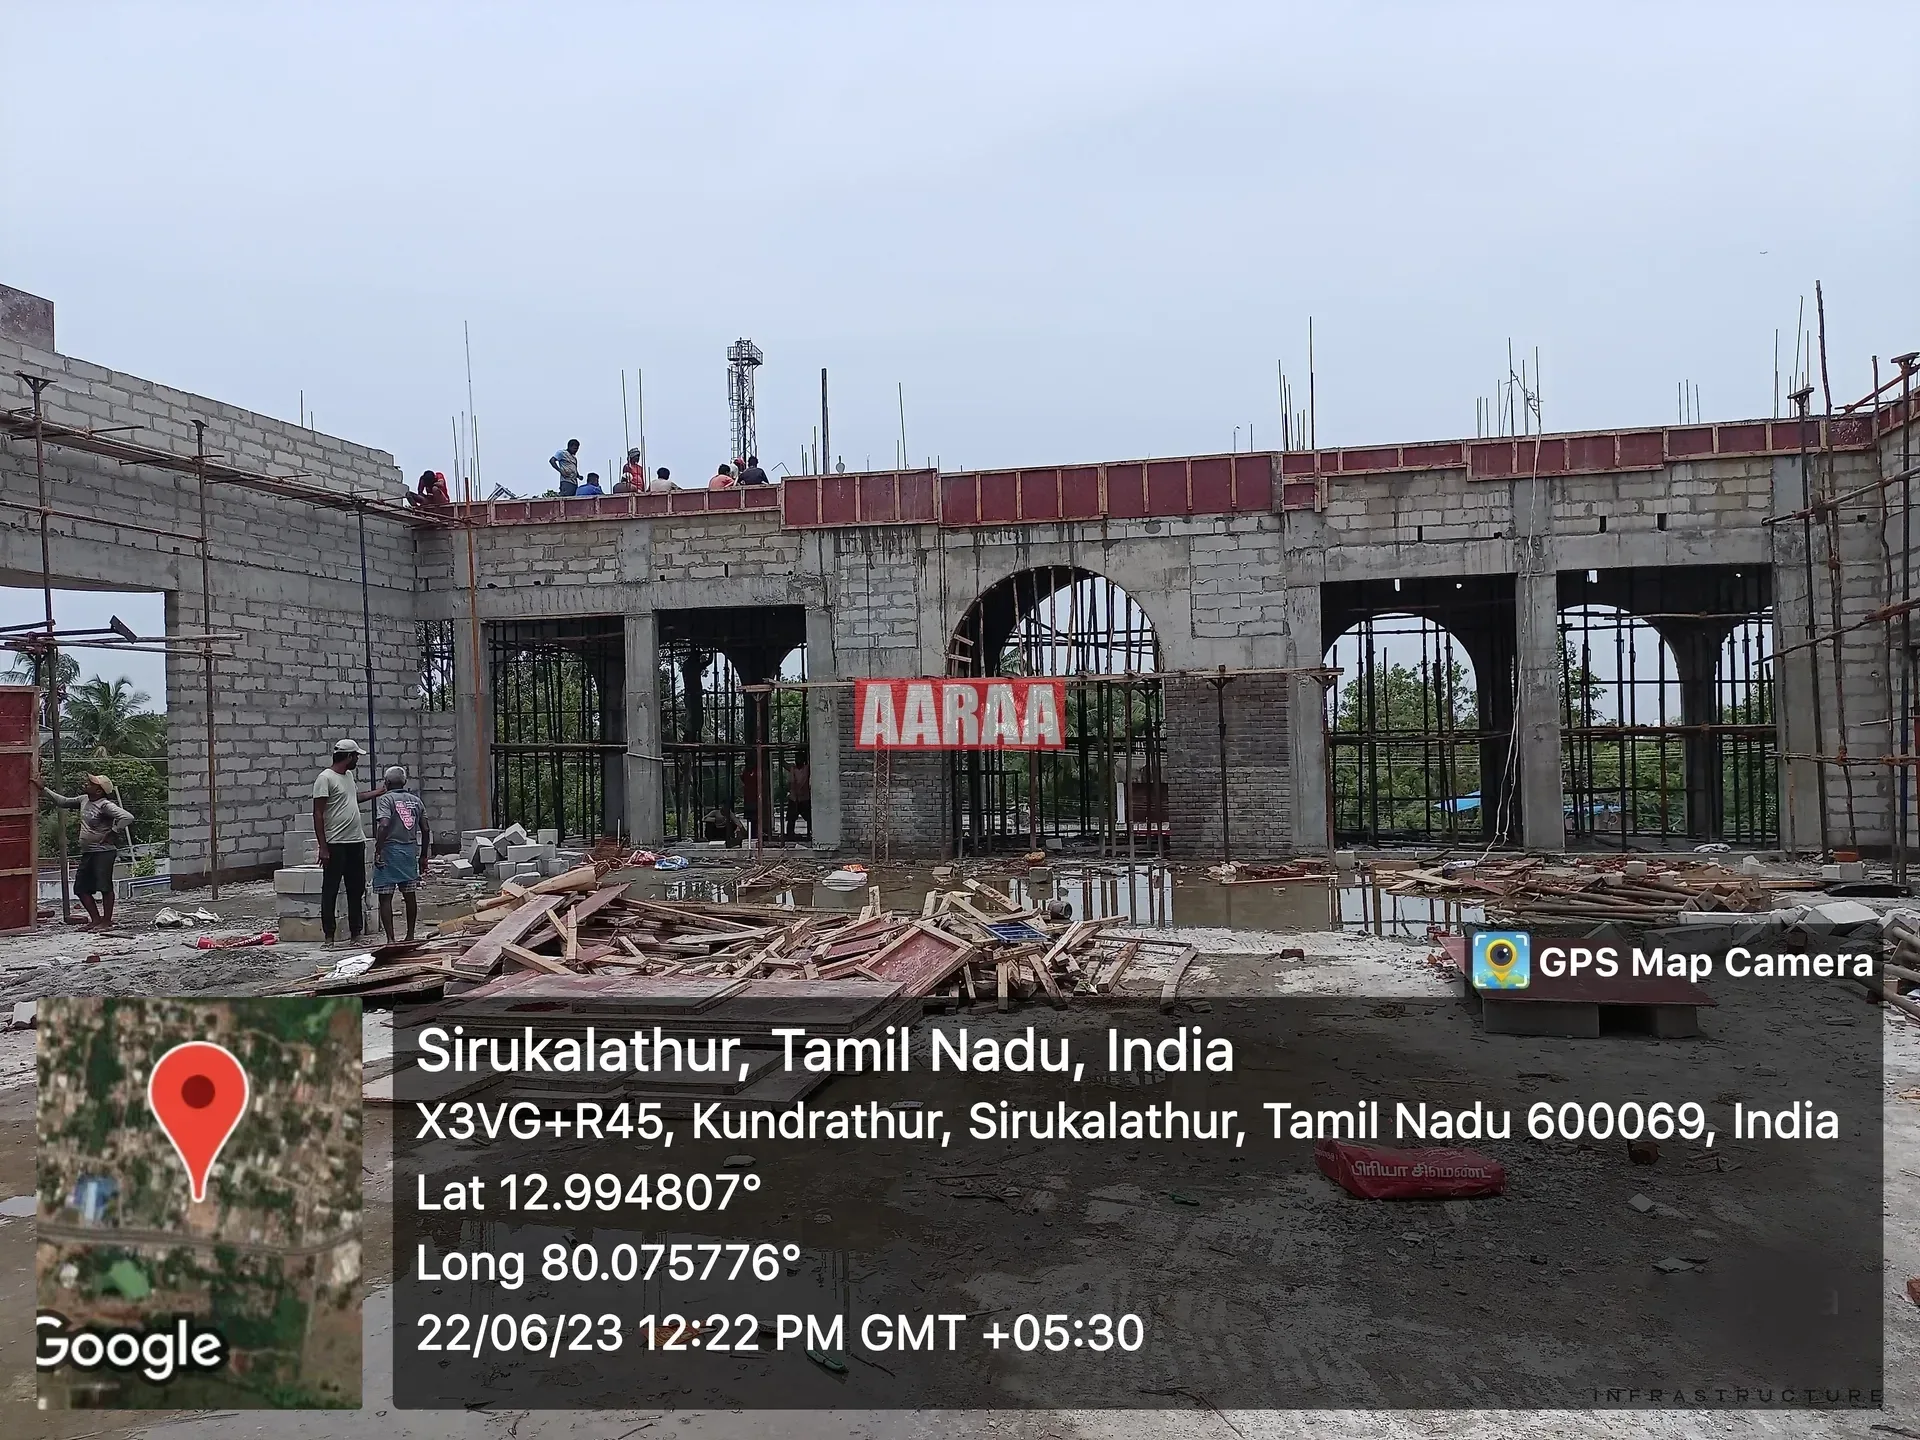 AARAA
GPS Map Camera
Sirukalathur, Tamil Nadu, India
X3VG+R45, Kundrathur, Sirukalathur, Tamil Nadu 600069, India
Lat 12.994807°
பிரியா சிமெண்ட்
Long 80.075776°
22/06/23 12:22 PM GMT +05:30
Google
INFRASTRUCTURE